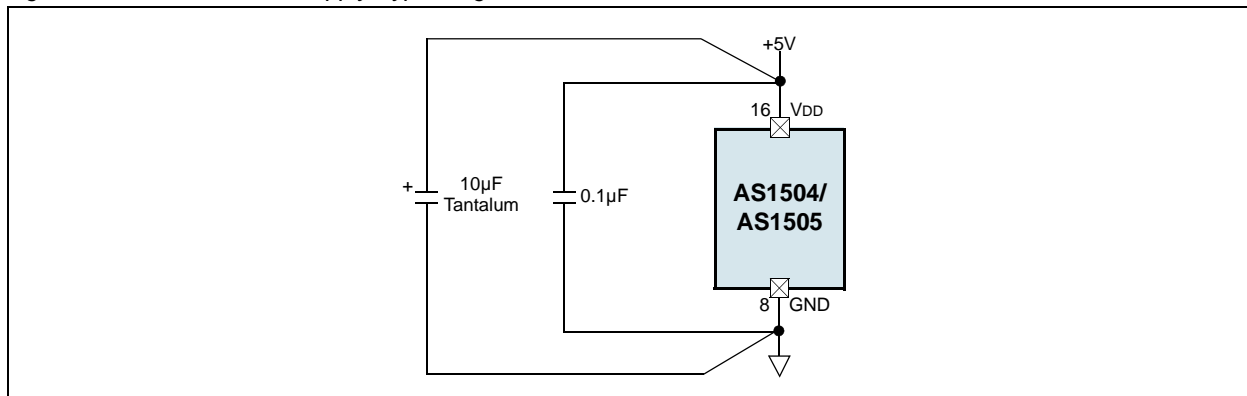 +5V
16 VDD
+ 10µF
Tantalum
0.1µF
AS1504/
AS1505
8 GND